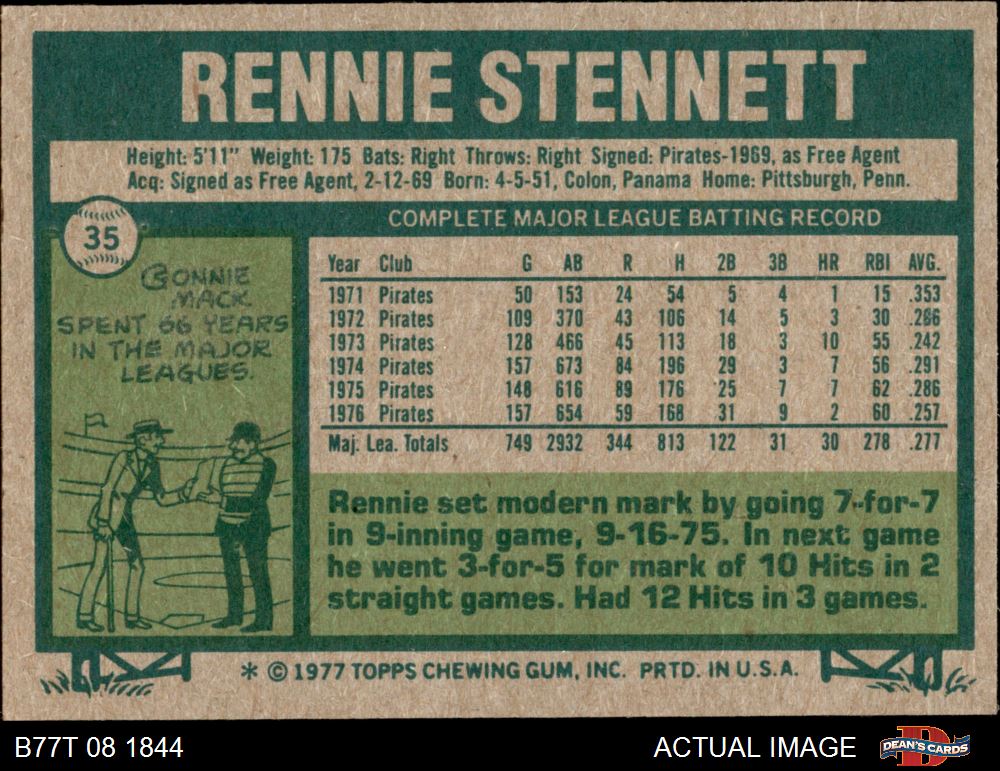 RENNIE STENNETT
Height: 5'11" Weight: 175 Bats: Right Throws: Right Signed: Pirates-1969, as Free Agent
Acq: Signed as Free Agent, 2-12-69 Born: 4-5-51, Colon, Panama Home: Pittsburgh, Penn.
35
CONNIE
MACK
SPENT 66 YEARS
IN THE MAJOR
LEAGUES.
COMPLETE MAJOR LEAGUE BATTING RECORD
Year Club G AB R H 2B 3B HR RBI AVG.
1971 Pirates 50 153 24 54 5 4 1 15 .353
1972 Pirates 109 370 43 106 14 5 3 30 .286
1973 Pirates 128 466 45 113 18 3 10 55 .242
1974 Pirates 157 673 84 196 29 3 7 56 .291
1975 Pirates 148 616 89 176 25 7 7 62 .286
1976 Pirates 157 654 59 168 31 9 2 60 .257
Maj. Lea. Totals 749 2932 344 813 122 31 30 278 .277
Rennie set modern mark by going 7-for-7
in 9-inning game, 9-16-75. In next game
he went 3-for-5 for mark of 10 Hits in 2
straight games. Had 12 Hits in 3 games.
* © 1977 TOPPS CHEWING GUM, INC. PRTD. IN U.S.A.
B77T 08 1844
ACTUAL IMAGE
DEAN'S CARDS